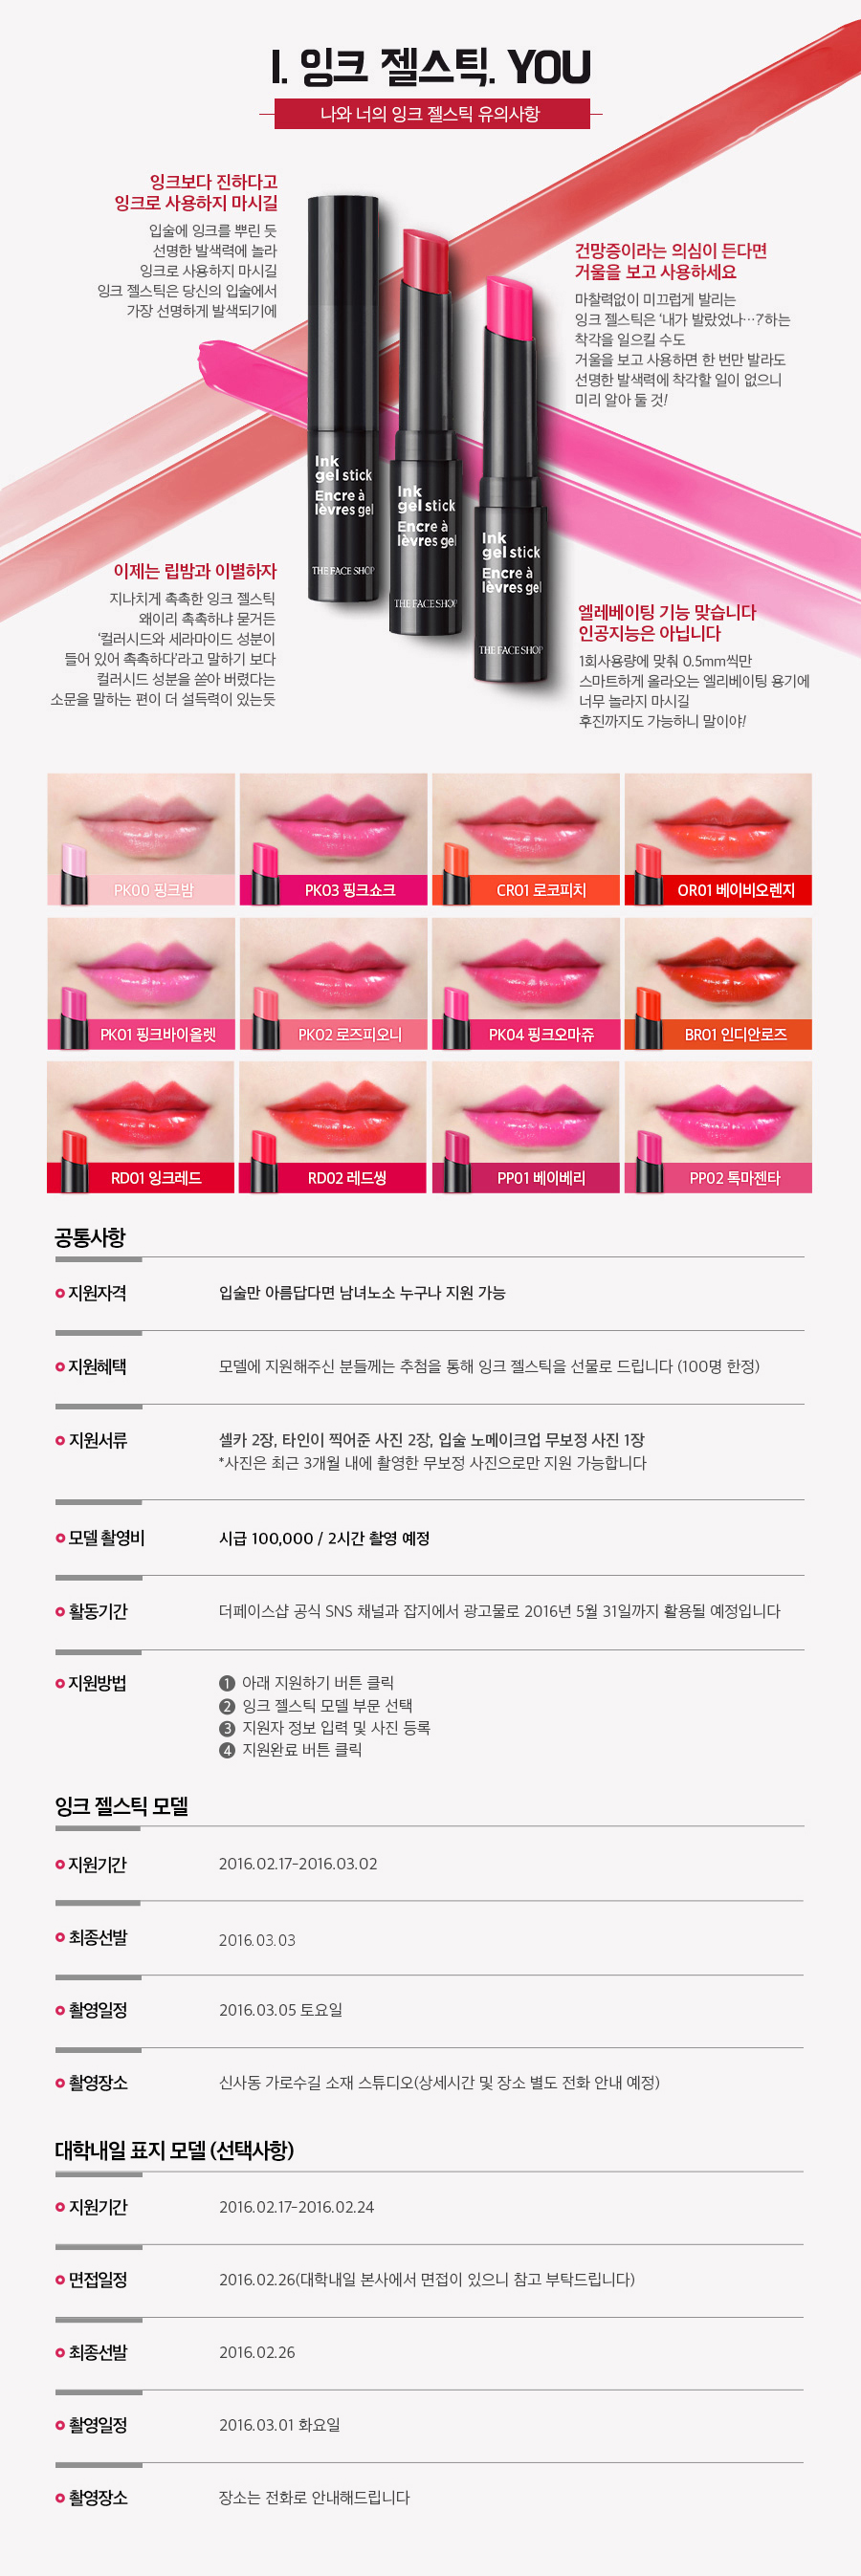 I. 잉크 젤스틱. YOU
나와 너의 잉크 젤스틱 유의사항
잉크보다 진하다고
잉크로 사용하지 마시길
입술에 잉크를 뿌린 듯
선명한 발색력에 놀라
잉크로 사용하지 마시길
잉크 젤스틱은 당신의 입술에서
가장 선명하게 발색되기에
건망증이라는 의심이 든다면
거울을 보고 사용하세요
마찰력없이 미끄럽게 발리는
잉크 젤스틱은 '내가 발랐었나…?'하는
착각을 일으킬 수도
거울을 보고 사용하면 한 번만 발라도
선명한 발색력에 착각할 일이 없으니
미리 알아 둘 것!
Ink
gel stick
Encre à
lèvres gel
THE FACE SHOP
Ink
gel stick
Encre à
lèvres gel
THE FACE SHOP
Ink
gel stick
Encre à
lèvres gel
THE FACE SHOP
이제는 립밤과 이별하자
지나치게 촉촉한 잉크 젤스틱
왜이리 촉촉하냐 묻거든
'컬러시드와 세라마이드 성분이
들어 있어 촉촉하다'라고 말하기 보다
컬러시드 성분을 쏟아 버렸다는
소문을 말하는 편이 더 설득력이 있는듯
엘레베이팅 기능 맞습니다
인공지능은 아닙니다
1회사용량에 맞춰 0.5mm씩만
스마트하게 올라오는 엘리베이팅 용기에
너무 놀라지 마시길
후진까지도 가능하니 말이야!
PK00 핑크밤
PK03 핑크쇼크
CR01 로코피치
OR01 베이비오렌지
PK01 핑크바이올렛
PK02 로즈피오니
PK04 핑크오마쥬
BR01 인디안로즈
RD01 잉크레드
RD02 레드씽
PP01 베이베리
PP02 톡마젠타
공통사항
지원자격 입술만 아름답다면 남녀노소 누구나 지원 가능
지원혜택 모델에 지원해주신 분들께는 추첨을 통해 잉크 젤스틱을 선물로 드립니다 (100명 한정)
지원서류 셀카 2장, 타인이 찍어준 사진 2장, 입술 노메이크업 무보정 사진 1장
*사진은 최근 3개월 내에 촬영한 무보정 사진으로만 지원 가능합니다
모델 촬영비 시급 100,000 / 2시간 촬영 예정
활동기간 더페이스샵 공식 SNS 채널과 잡지에서 광고물로 2016년 5월 31일까지 활용될 예정입니다
지원방법 1 아래 지원하기 버튼 클릭
2 잉크 젤스틱 모델 부문 선택
3 지원자 정보 입력 및 사진 등록
4 지원완료 버튼 클릭
잉크 젤스틱 모델
지원기간 2016.02.17-2016.03.02
최종선발 2016.03.03
촬영일정 2016.03.05 토요일
촬영장소 신사동 가로수길 소재 스튜디오(상세시간 및 장소 별도 전화 안내 예정)
대학내일 표지 모델 (선택사항)
지원기간 2016.02.17-2016.02.24
면접일정 2016.02.26(대학내일 본사에서 면접이 있으니 참고 부탁드립니다)
최종선발 2016.02.26
촬영일정 2016.03.01 화요일
촬영장소 장소는 전화로 안내해드립니다